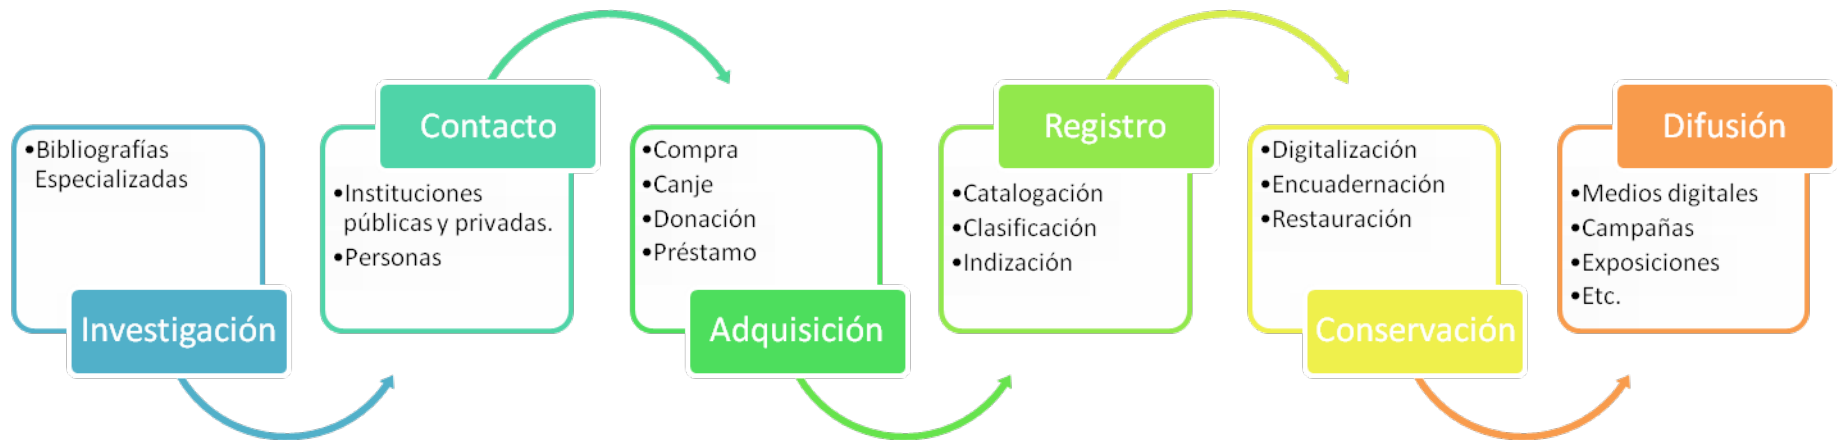 •Bibliografías
Especializadas
Investigación
Contacto
•Instituciones
públicas y privadas.
•Personas
•Compra
•Canje
•Donación
•Préstamo
Adquisición
Registro
•Catalogación
•Clasificación
•Indización
•Digitalización
•Encuadernación
•Restauración
Conservación
Difusión
•Medios digitales
•Campañas
•Exposiciones
•Etc.